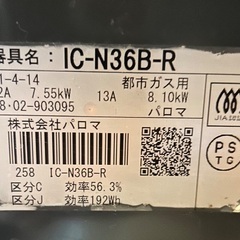 器具名： IC-N36B-R
-4-14
2A 7.55kW 都市ガス用
8・02-903095 13A 8.10kW
パロマ
株式会社パロマ
258 IC-N36B-R
区分C 効率56.3%
区分J 効率192Wh
JIA
PS
TG